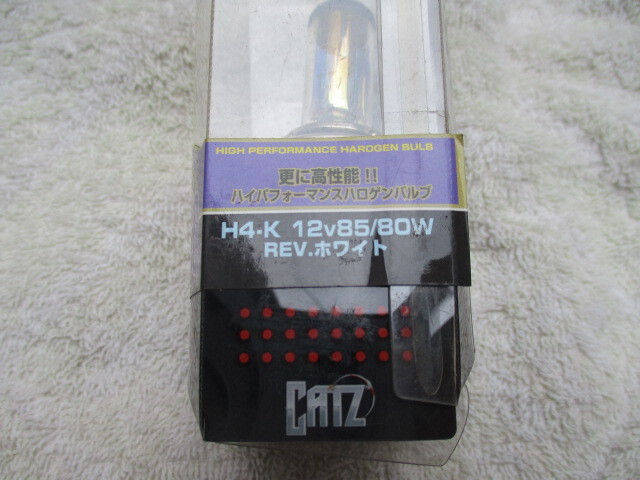 HIGH PERFORMANCE HAROGEN BULB
更に高性能!!
ハイパフォーマンスハロゲンバルブ
H4-K 12V85/80W
REV.ホワイト
CATZ